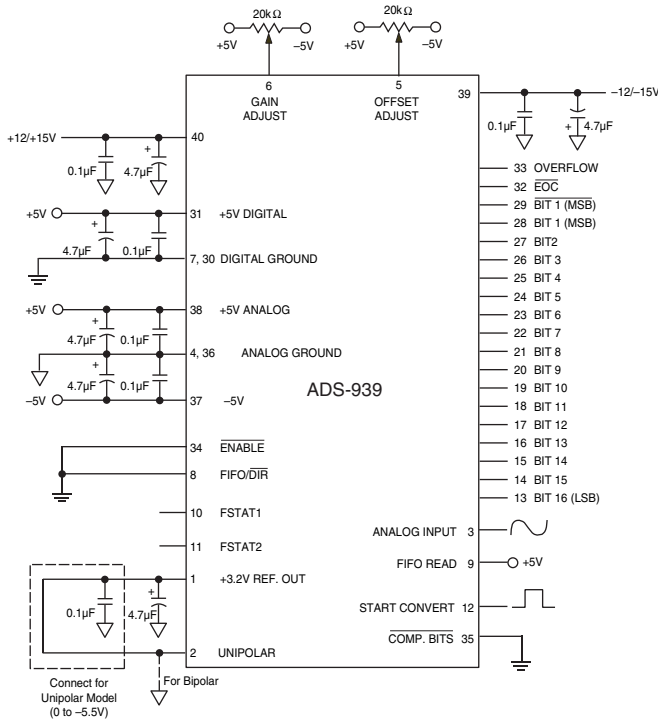 20kΩ
+5V
–5V
20kΩ
+5V
–5V
6
GAIN
ADJUST
5
OFFSET
ADJUST
39
–12/–15V
0.1µF
+
4.7µF
+12/+15V
40
0.1µF
+
4.7µF
+5V
31 +5V DIGITAL
+
4.7µF
0.1µF
7, 30 DIGITAL GROUND
+5V
38 +5V ANALOG
+
4.7µF
0.1µF
4, 36 ANALOG GROUND
+
4.7µF
0.1µF
–5V
37 –5V
34 ENABLE
8 FIFO/DIR
10 FSTAT1
11 FSTAT2
1 +3.2V REF. OUT
0.1µF
+
4.7µF
2 UNIPOLAR
For Bipolar
Connect for
Unipolar Model
(0 to –5.5V)
ADS-939
33 OVERFLOW
32 EOC
29 BIT 1 (MSB)
28 BIT 1 (MSB)
27 BIT2
26 BIT 3
25 BIT 4
24 BIT 5
23 BIT 6
22 BIT 7
21 BIT 8
20 BIT 9
19 BIT 10
18 BIT 11
17 BIT 12
16 BIT 13
15 BIT 14
14 BIT 15
13 BIT 16 (LSB)
ANALOG INPUT 3
FIFO READ 9
+5V
START CONVERT 12
COMP. BITS 35